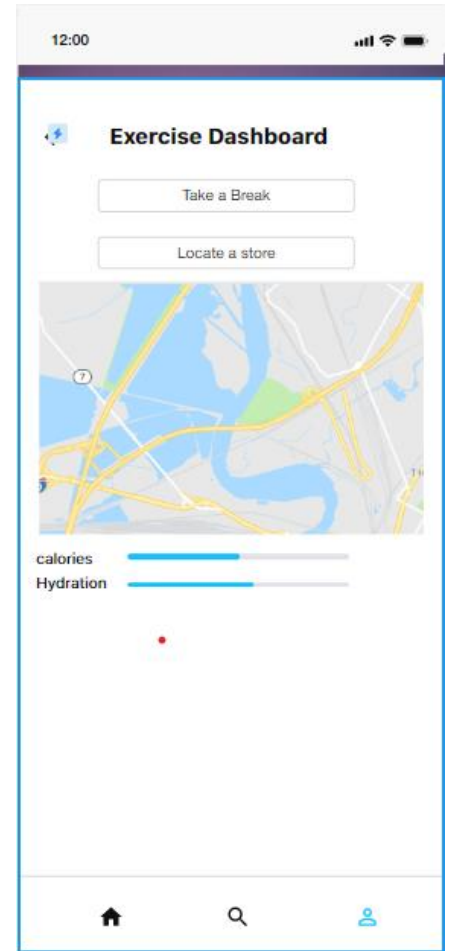 12:00
Exercise Dashboard
Take a Break
Locate a store
7
calories
Hydration